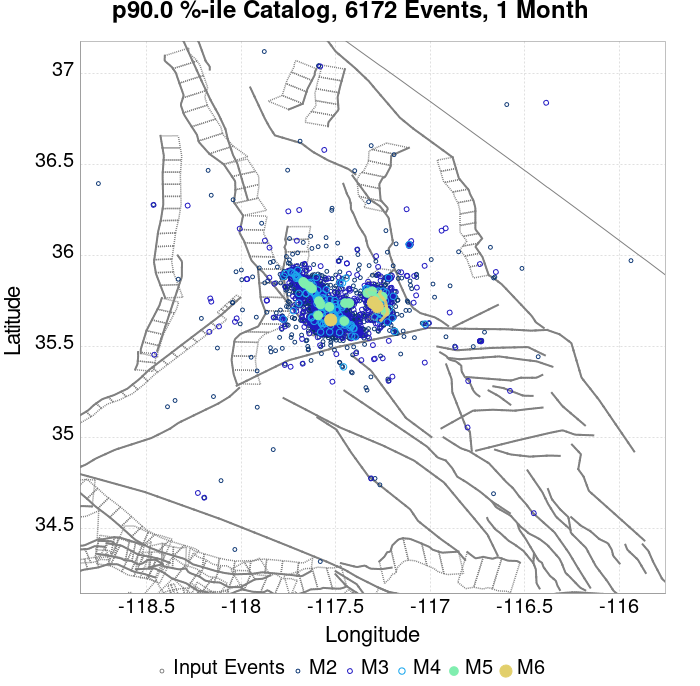 p90.0 %-ile Catalog, 6172 Events, 1 Month
37
36.5
36
35.5
35
34.5
Latitude
-118.5 -118 -117.5 -117 -116.5 -116
Longitude
Input Events M2 M3 M4 M5 M6